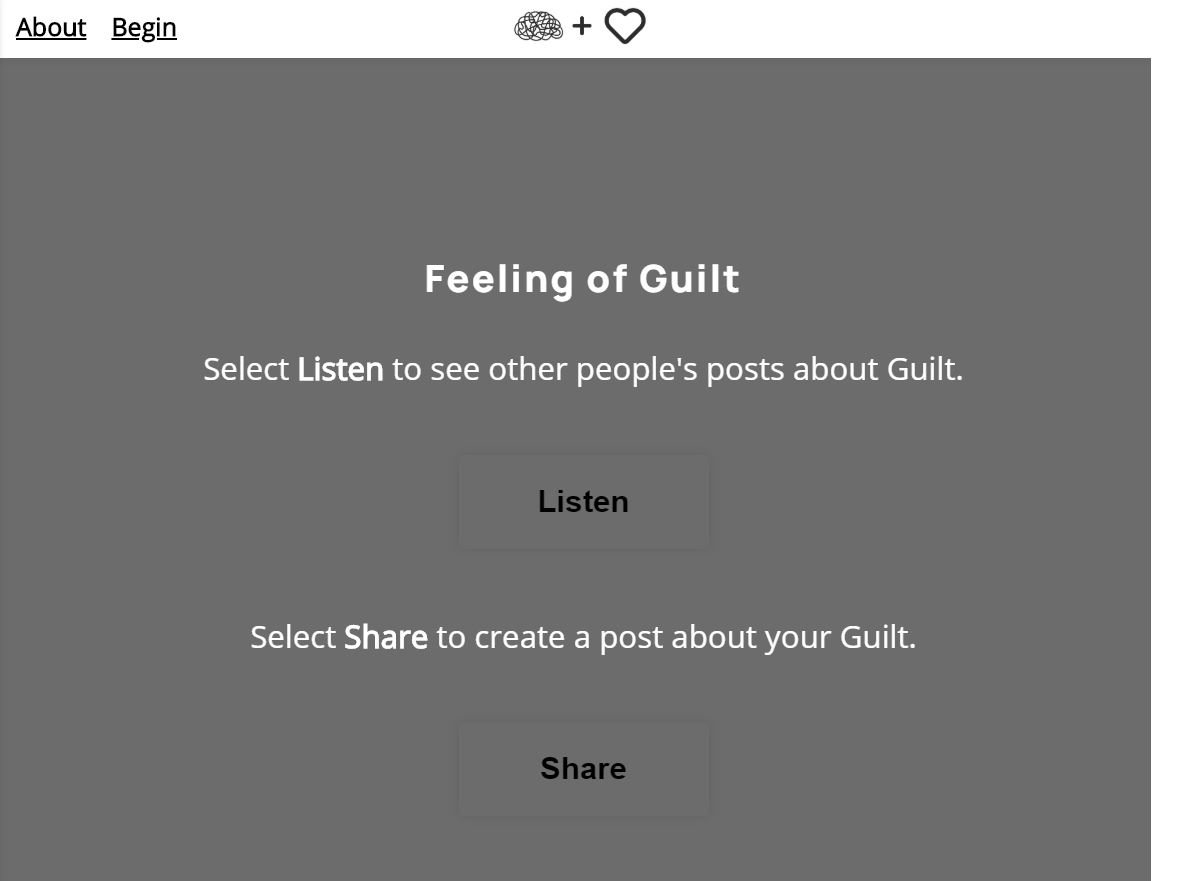 About Begin
Feeling of Guilt
Select Listen to see other people's posts about Guilt.
Listen
Select Share to create a post about your Guilt.
Share